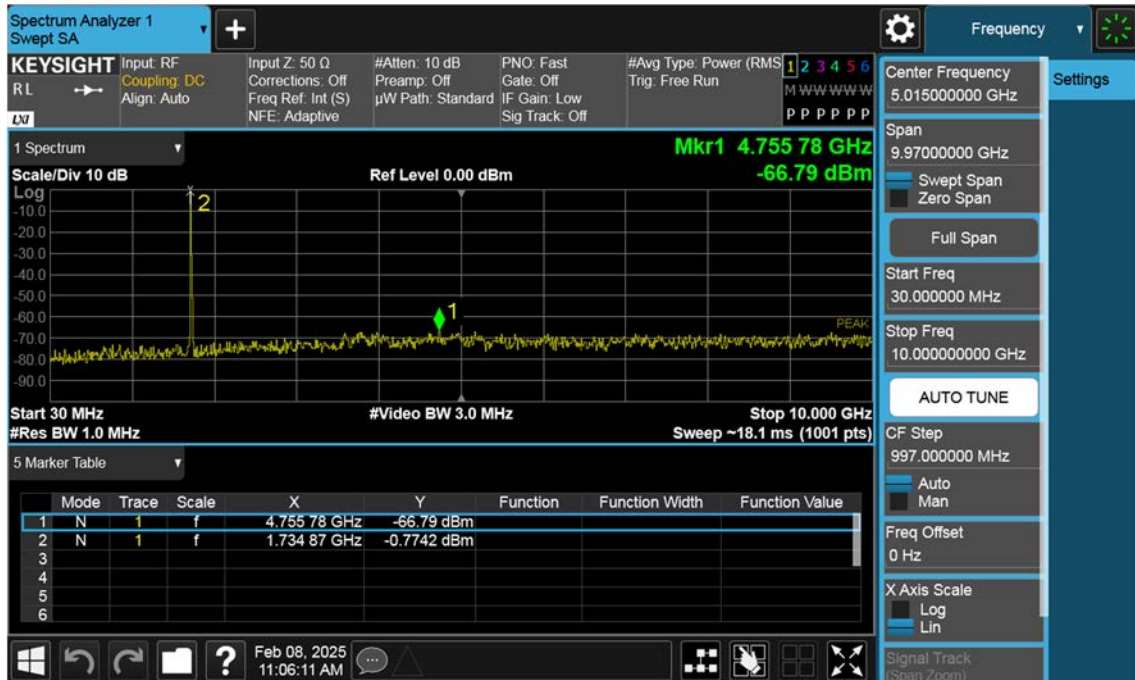 Spectrum Analyzer 1
Swept SA
Frequency
KEYSIGHT
R L
LXI
Input: RF
Coupling: DC
Align: Auto
Input Z: 50 Ω
Corrections: Off
Freq Ref: Int (S)
NFE: Adaptive
#Atten: 10 dB
Preamp: Off
µW Path: Standard
PNO: Fast
Gate: Off
IF Gain: Low
Sig Track: Off
#Avg Type: Power (RMS
Trig: Free Run
1 2 3 4 5 6
M W W W W W
P P P P P P
1 Spectrum
Mkr1 4.755 78 GHz
-66.79 dBm
Scale/Div 10 dB
Ref Level 0.00 dBm
Log
-10.0
-20.0
-30.0
-40.0
-50.0
-60.0
-70.0
-80.0
-90.0
2
1
PEAK
Start 30 MHz
#Video BW 3.0 MHz
Stop 10.000 GHz
#Res BW 1.0 MHz
Sweep ~18.1 ms (1001 pts)
5 Marker Table
Mode Trace Scale X Y Function Function Width Function Value
1 N 1 f 4.755 78 GHz -66.79 dBm
2 N 1 f 1.734 87 GHz -0.7742 dBm
3
4
5
6
?
Feb 08, 2025
11:06:11 AM
Center Frequency
5.015000000 GHz
Span
9.97000000 GHz
Swept Span
Zero Span
Full Span
Start Freq
30.000000 MHz
Stop Freq
10.000000000 GHz
AUTO TUNE
CF Step
997.000000 MHz
Auto
Man
Freq Offset
0 Hz
X Axis Scale
Log
Lin
Signal Track
(Span Zoom)
Settings